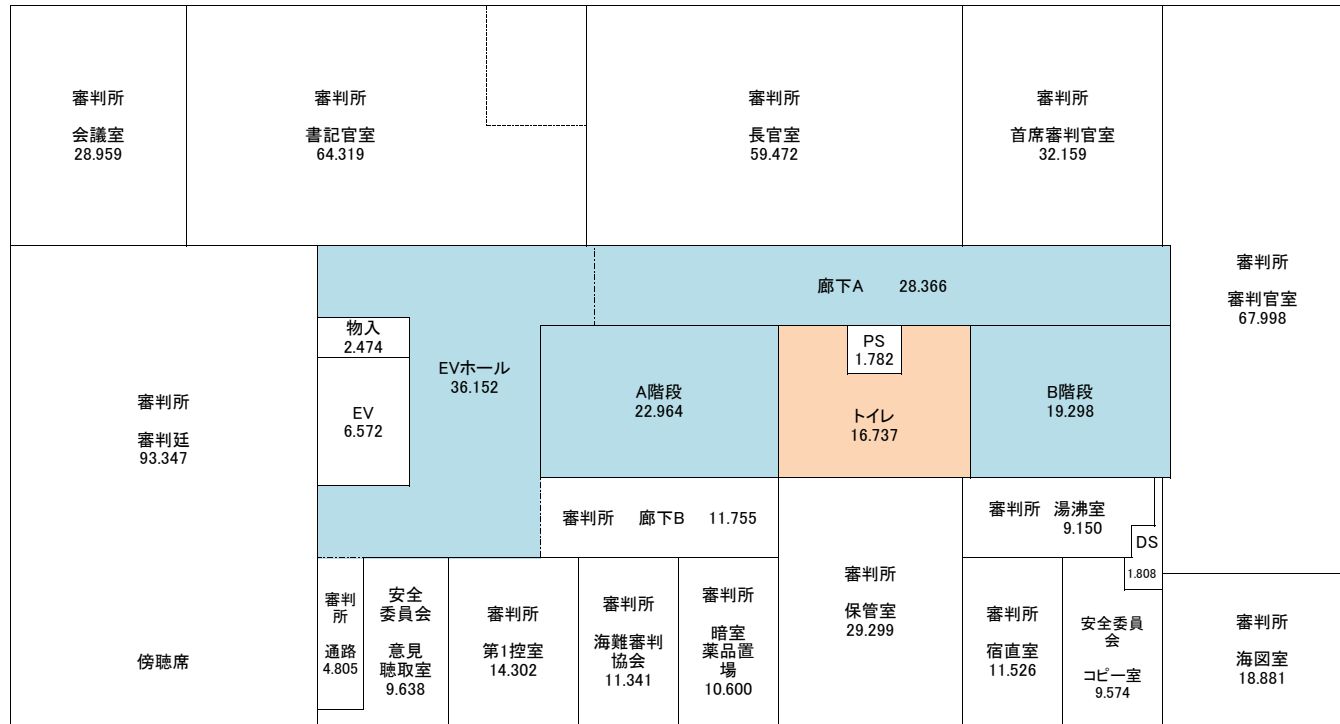 審判所
会議室
28.959
審判所
書記官室
64.319
審判所
長官室
59.472
審判所
首席審判官室
32.159
審判所
審判官室
67.998
廊下A 28.366
物入
2.474
EVホール
36.152
EV
6.572
A階段
22.964
PS
1.782
トイレ
16.737
B階段
19.298
審判所
審判廷
93.347
傍聴席
審判所 廊下B 11.755
審判所 湯沸室
9.150
DS
1.808
審判
所
通路
4.805
安全
委員会
意見
聴取室
9.638
審判所
第1控室
14.302
審判所
海難審判
協会
11.341
審判所
暗室
薬品置
場
10.600
審判所
保管室
29.299
審判所
宿直室
11.526
安全委員
会
コピー室
9.574
審判所
海図室
18.881